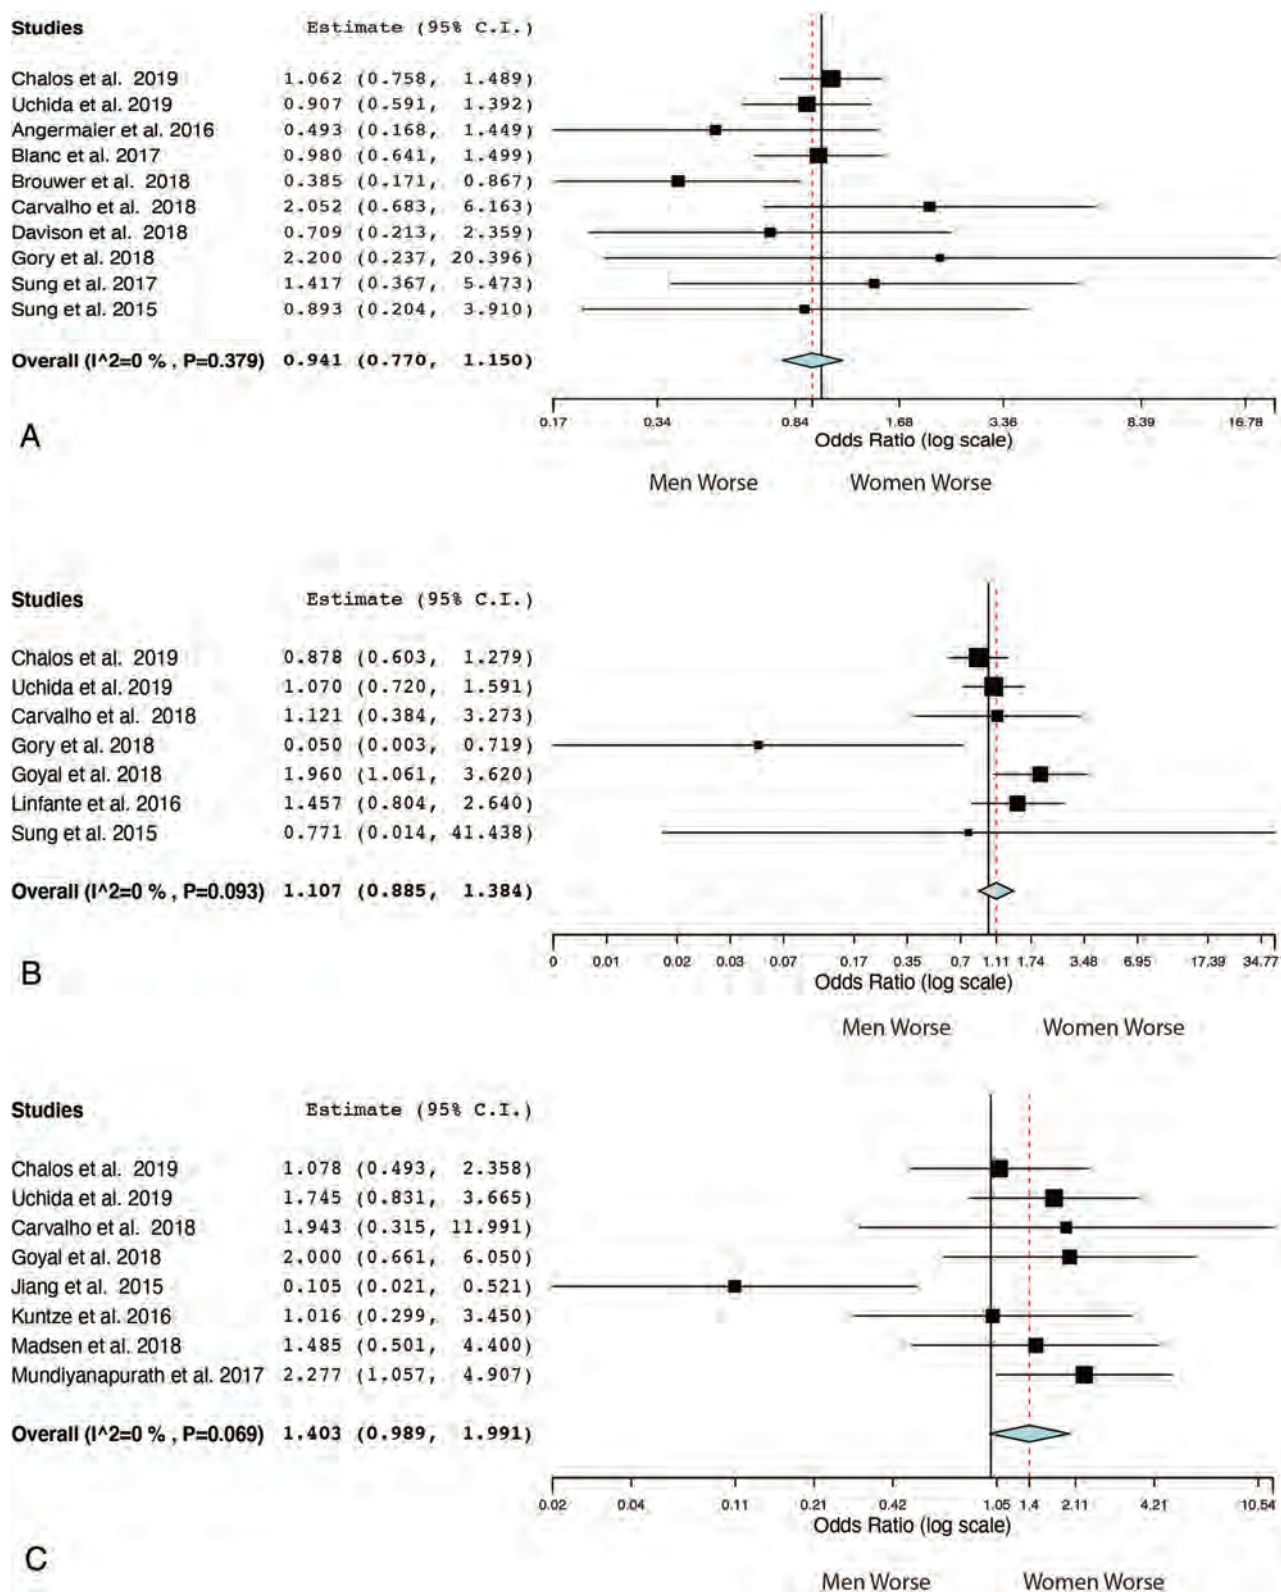 Studies Estimate (95% C.I.)
Chalos et al. 2019 1.062 (0.758, 1.489)
Uchida et al. 2019 0.907 (0.591, 1.392)
Angermaier et al. 2016 0.493 (0.168, 1.449)
Blanc et al. 2017 0.980 (0.641, 1.499)
Brouwer et al. 2018 0.385 (0.171, 0.867)
Carvalho et al. 2018 2.052 (0.683, 6.163)
Davison et al. 2018 0.709 (0.213, 2.359)
Gory et al. 2018 2.200 (0.237, 20.396)
Sung et al. 2017 1.417 (0.367, 5.473)
Sung et al. 2015 0.893 (0.204, 3.910)
Overall (I^2=0 % , P=0.379) 0.941 (0.770, 1.150)
0.17 0.34 0.84 1.68 3.36 8.39 16.78
A Odds Ratio (log scale)
Men Worse Women Worse
Studies Estimate (95% C.I.)
Chalos et al. 2019 0.878 (0.603, 1.279)
Uchida et al. 2019 1.070 (0.720, 1.591)
Carvalho et al. 2018 1.121 (0.384, 3.273)
Gory et al. 2018 0.050 (0.003, 0.719)
Goyal et al. 2018 1.960 (1.061, 3.620)
Linfante et al. 2016 1.457 (0.804, 2.640)
Sung et al. 2015 0.771 (0.014, 41.438)
Overall (I^2=0 % , P=0.093) 1.107 (0.885, 1.384)
0 0.01 0.02 0.03 0.07 0.17 0.35 0.7 1.11 1.74 3.48 6.95 17.39 34.77
B Odds Ratio (log scale)
Men Worse Women Worse
Studies Estimate (95% C.I.)
Chalos et al. 2019 1.078 (0.493, 2.358)
Uchida et al. 2019 1.745 (0.831, 3.665)
Carvalho et al. 2018 1.943 (0.315, 11.991)
Goyal et al. 2018 2.000 (0.661, 6.050)
Jiang et al. 2015 0.105 (0.021, 0.521)
Kuntze et al. 2016 1.016 (0.299, 3.450)
Madsen et al. 2018 1.485 (0.501, 4.400)
Mundiyanapurath et al. 2017 2.277 (1.057, 4.907)
Overall (I^2=0 % , P=0.069) 1.403 (0.989, 1.991)
0.02 0.04 0.11 0.21 0.42 1.05 1.4 2.11 4.21 10.54
Odds Ratio (log scale)
C
Men Worse Women Worse